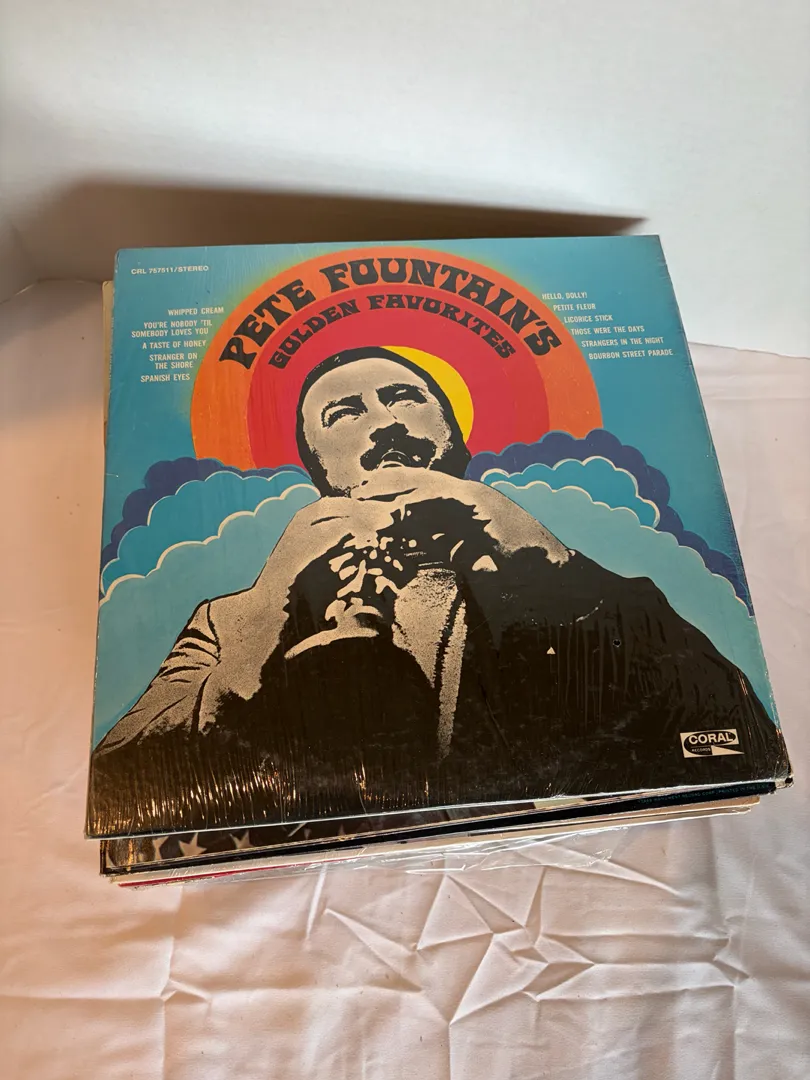 CRL 757511/STEREO
PETE FOUNTAIN'S
GOLDEN FAVORITES
WHIPPED CREAM
YOU'RE NOBODY 'TIL
SOMEBODY LOVES YOU
A TASTE OF HONEY
STRANGER ON
THE SHORE
SPANISH EYES
HELLO, DOLLY!
PETITE FLEUR
LICORICE STICK
THOSE WERE THE DAYS
STRANGERS IN THE NIGHT
BOURBON STREET PARADE
CORAL
RECORDS